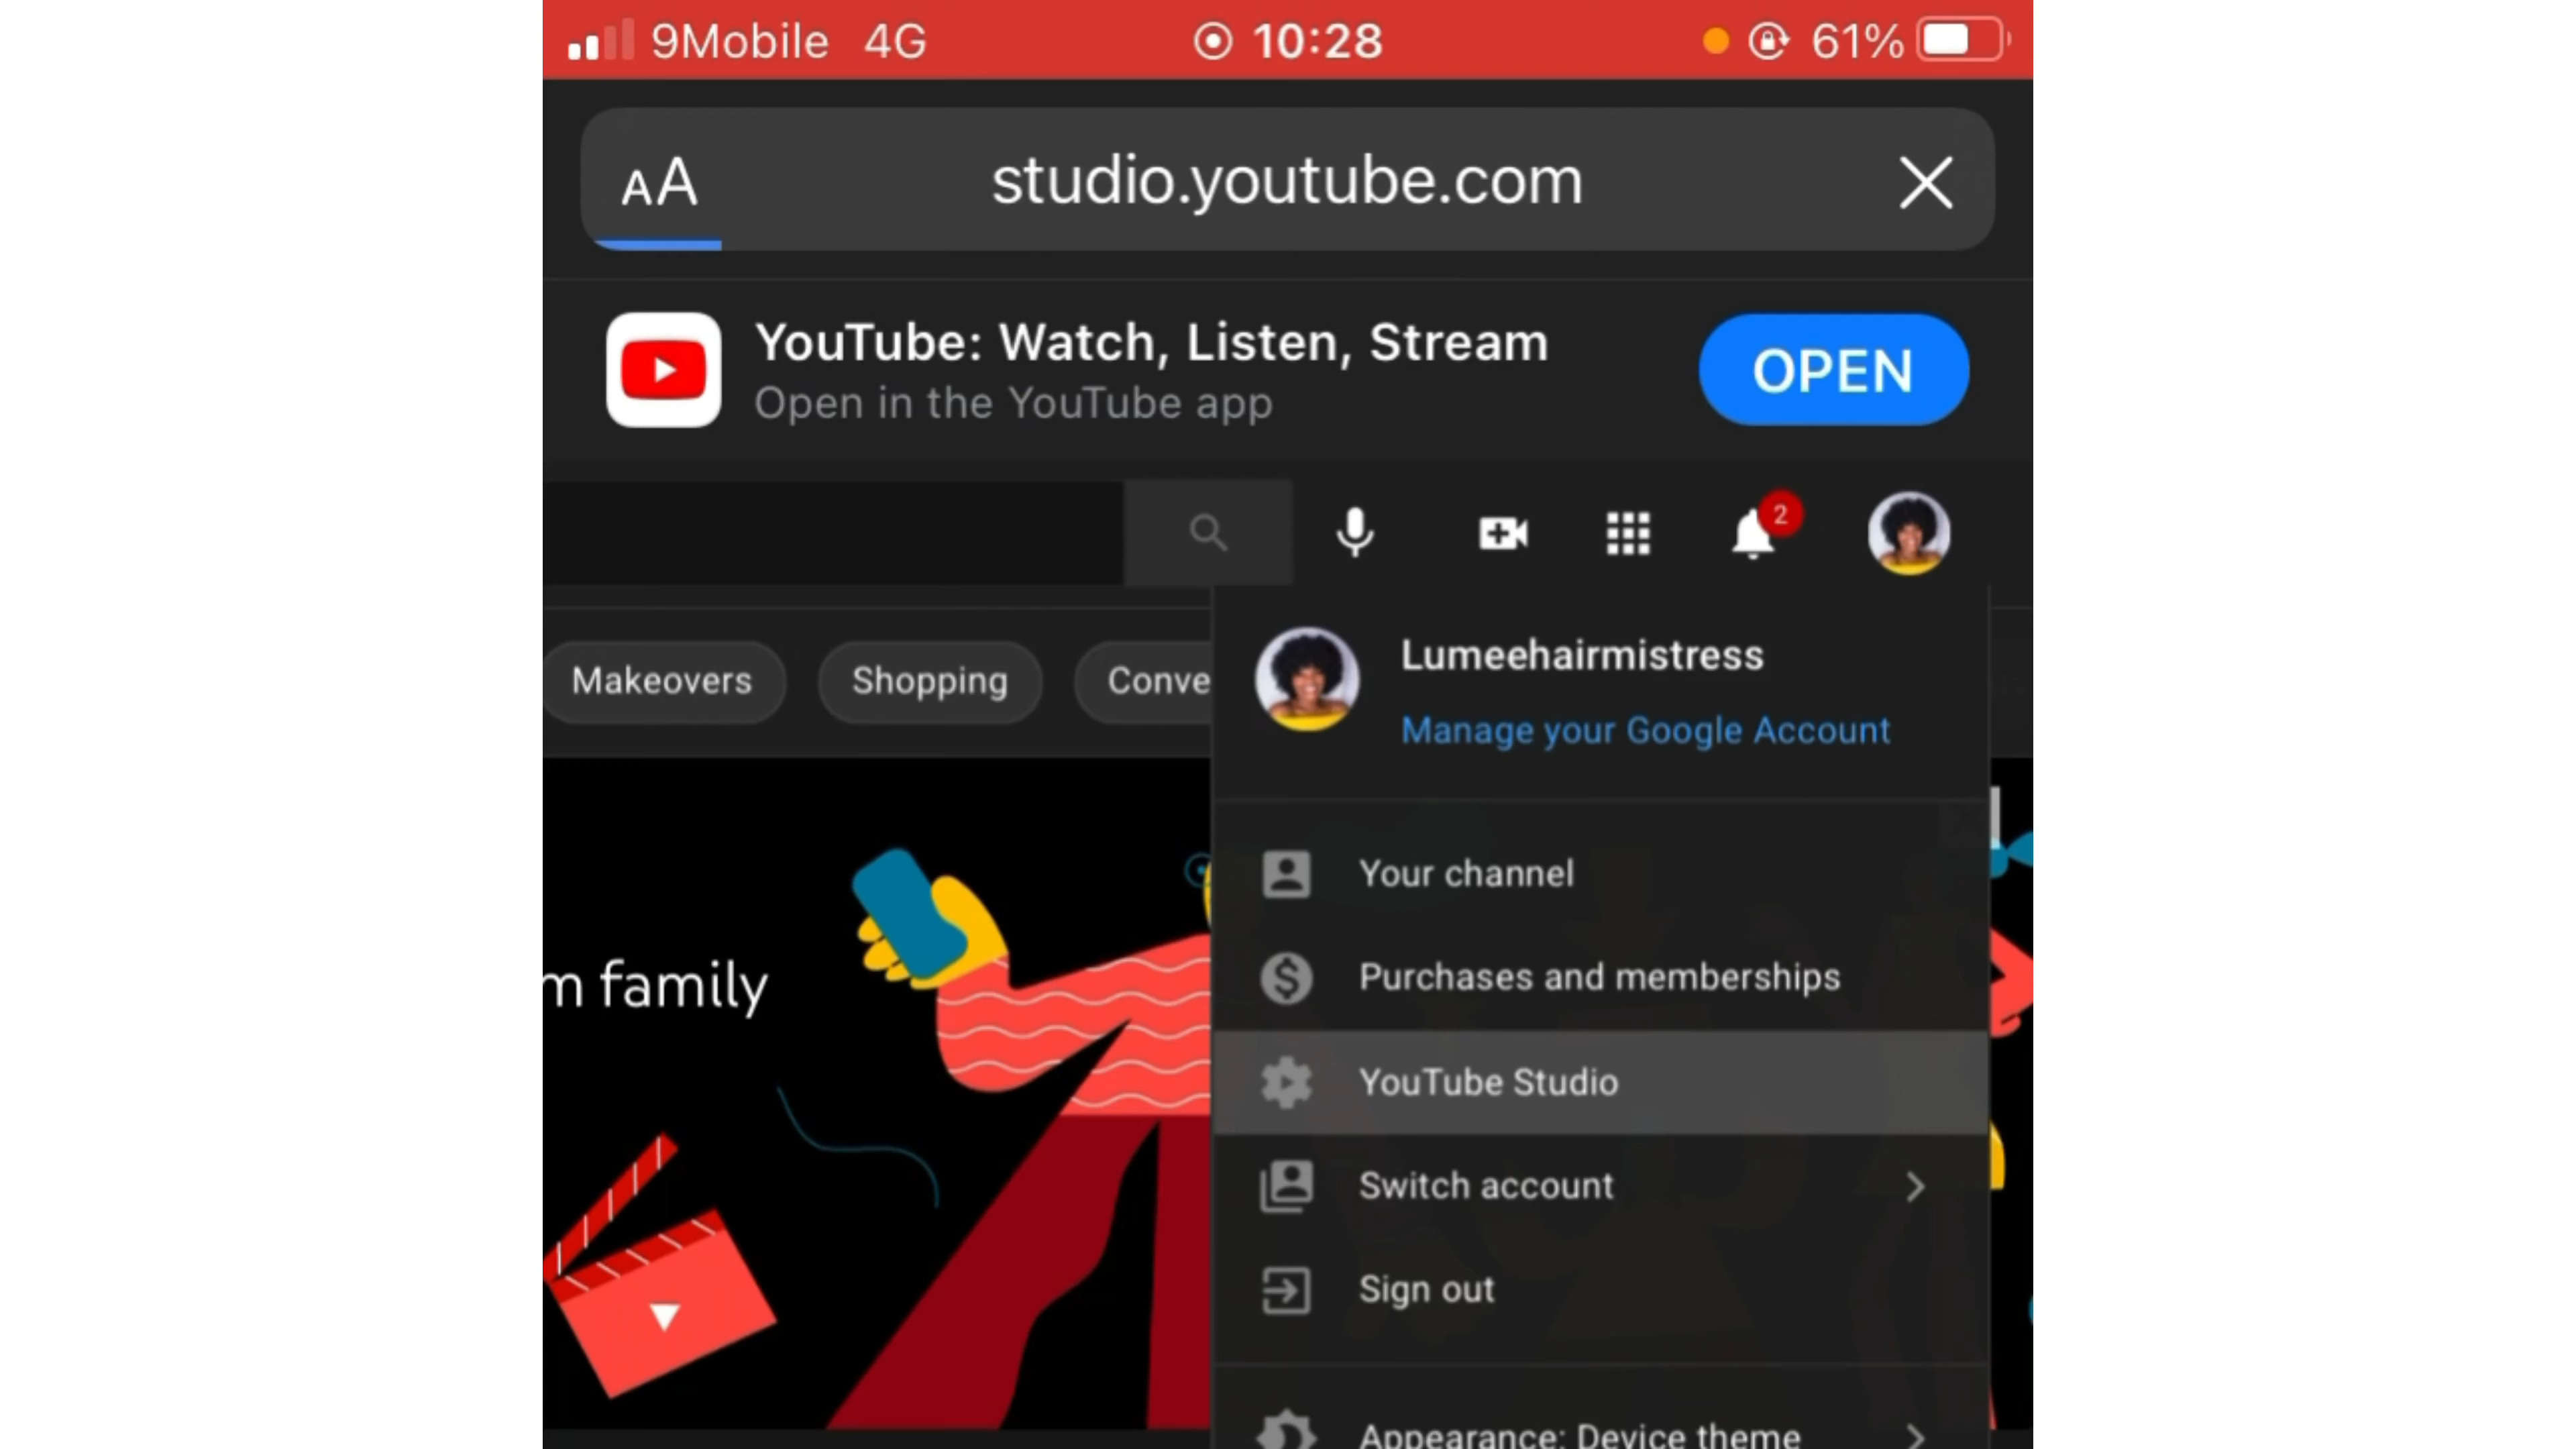 9Mobile 4G 10:28 61%
AA studio.youtube.com
YouTube: Watch, Listen, Stream
Open in the YouTube app
OPEN
2
Lumeehairmistress
Manage your Google Account
Makeovers Shopping Conve
Your channel
Purchases and memberships
m family
YouTube Studio
Switch account
Sign out
Appearance: Device theme